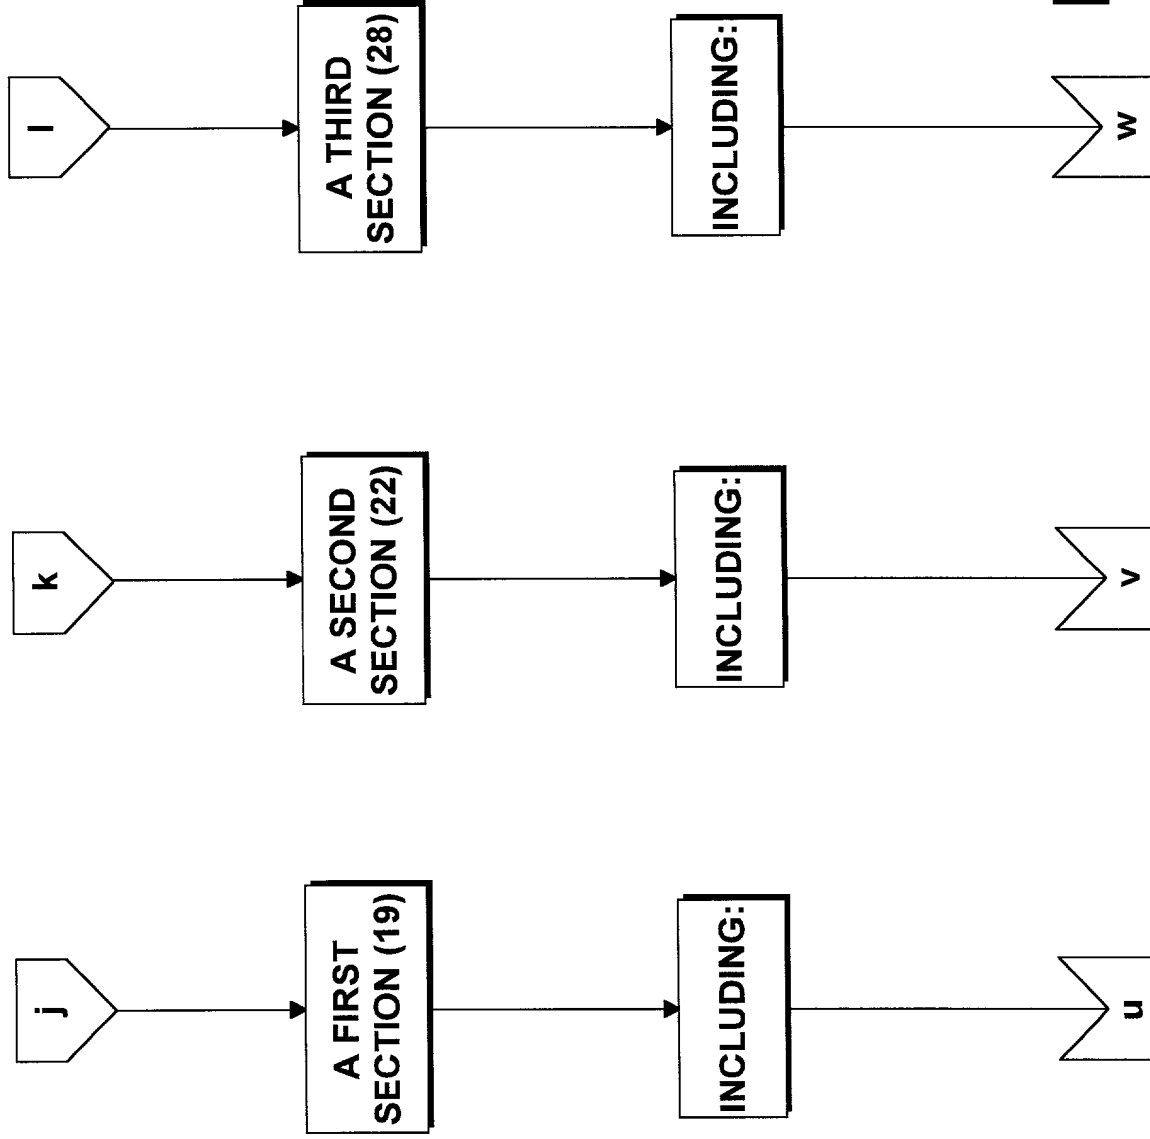 j
A FIRST
SECTION (19)
INCLUDING:
u
k
A SECOND
SECTION (22)
INCLUDING:
v
l
A THIRD
SECTION (28)
INCLUDING:
w